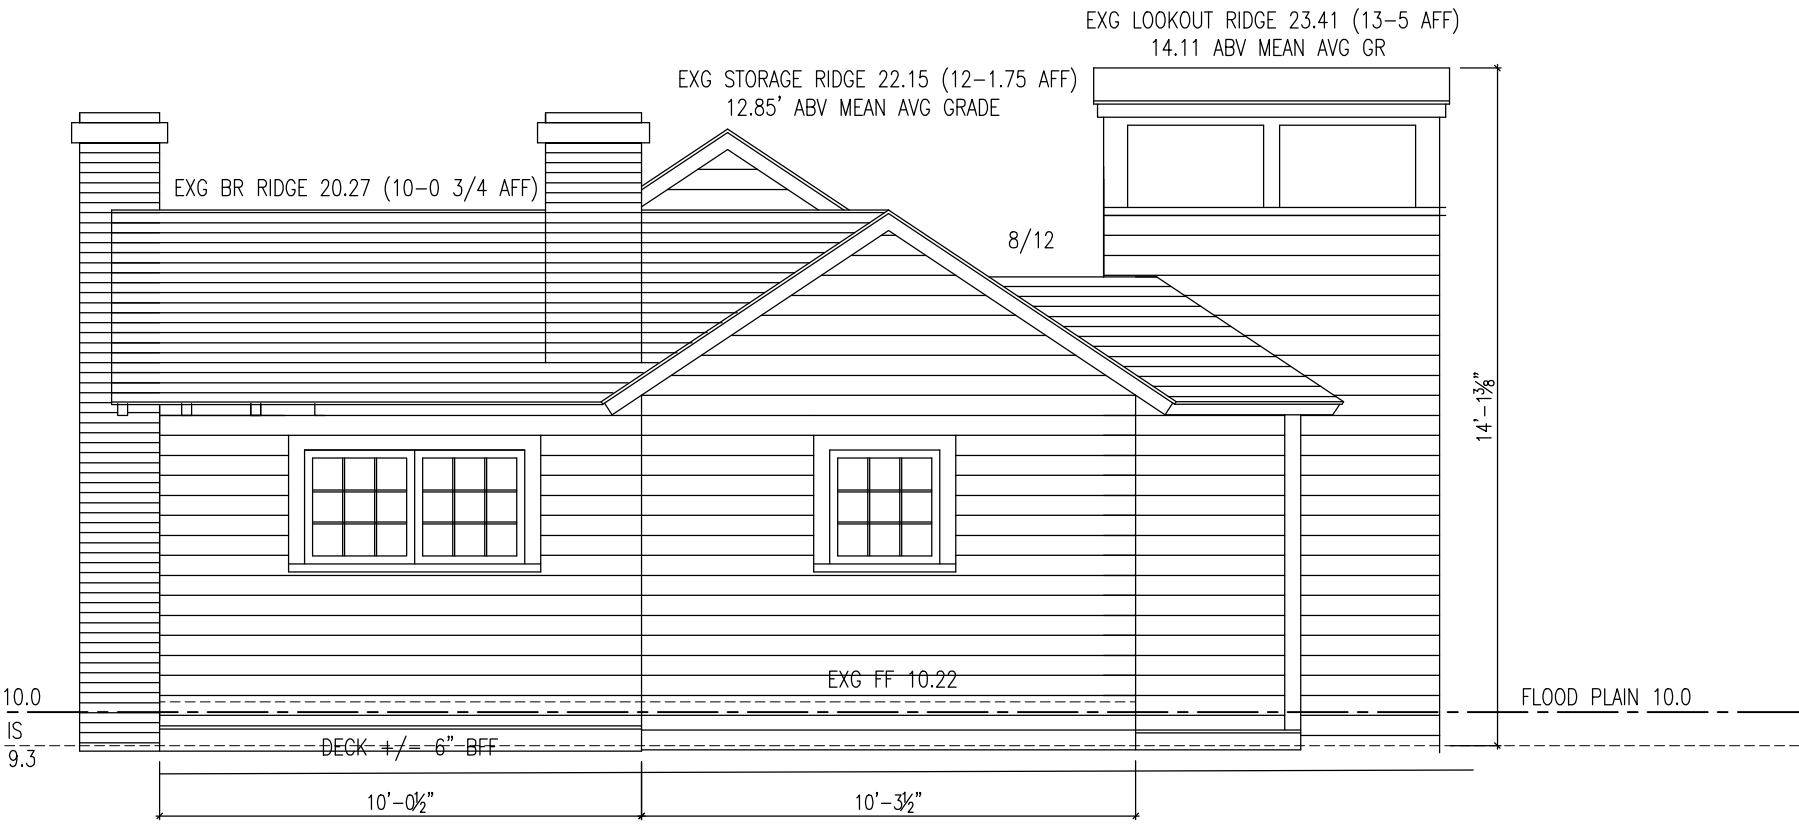 EXG LOOKOUT RIDGE 23.41 (13-5 AFF)
14.11 ABV MEAN AVG GR
EXG STORAGE RIDGE 22.15 (12-1.75 AFF)
12.85' ABV MEAN AVG GRADE
EXG BR RIDGE 20.27 (10-0 3/4 AFF)
8/12
14'-1⅜"
EXG FF 10.22
10.0
FLOOD PLAIN 10.0
IS
9.3
DECK +/- 6" BFF
10'-0½"
10'-3½"